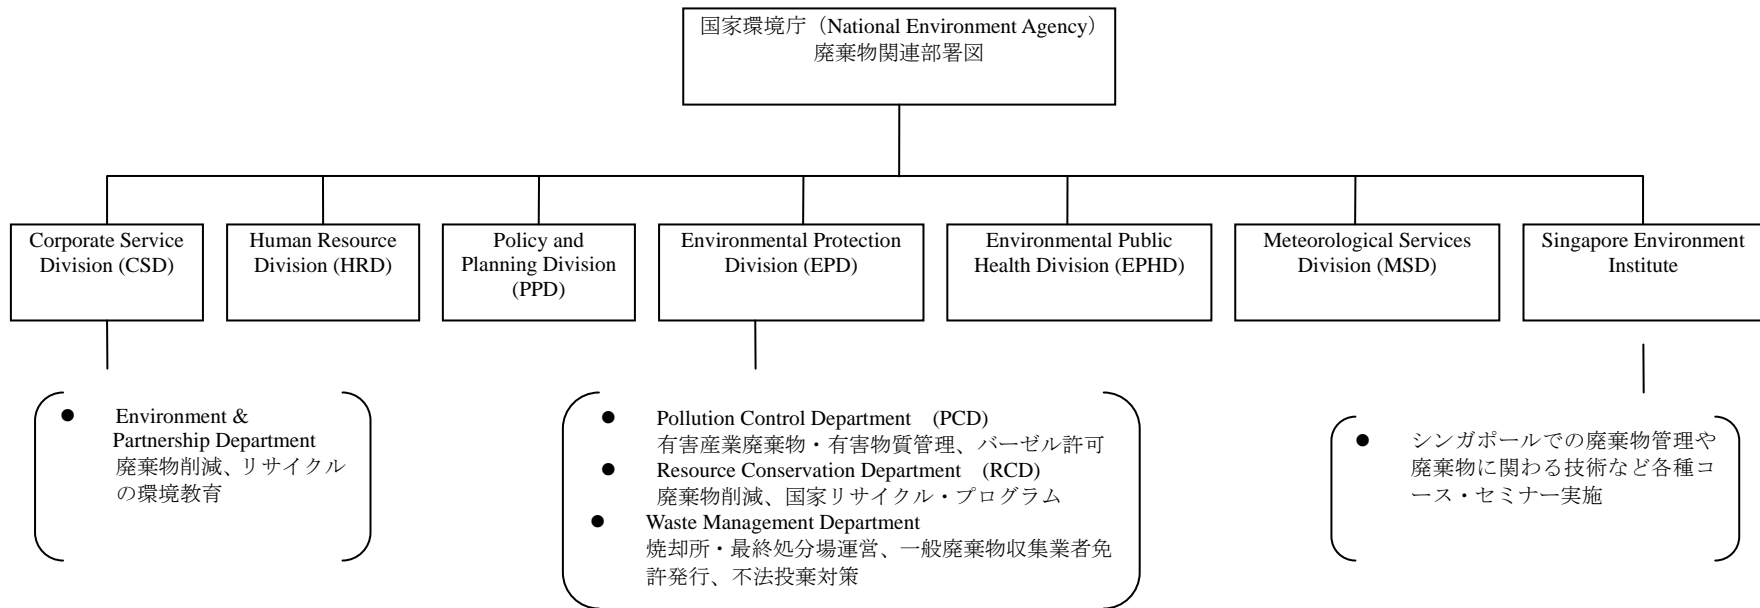 国家環境庁（National Environment Agency）
廃棄物関連部署図
Corporate Service
Division (CSD)
Human Resource
Division (HRD)
Policy and
Planning Division
(PPD)
Environmental Protection
Division (EPD)
Environmental Public
Health Division (EPHD)
Meteorological Services
Division (MSD)
Singapore Environment
Institute
● Environment &
Partnership Department
廃棄物削減、リサイクル
の環境教育
● Pollution Control Department (PCD)
有害産業廃棄物・有害物質管理、バーゼル許可
● Resource Conservation Department (RCD)
廃棄物削減、国家リサイクル・プログラム
● Waste Management Department
焼却所・最終処分場運営、一般廃棄物収集業者免
許発行、不法投棄対策
● シンガポールでの廃棄物管理や
廃棄物に関わる技術など各種コ
ース・セミナー実施